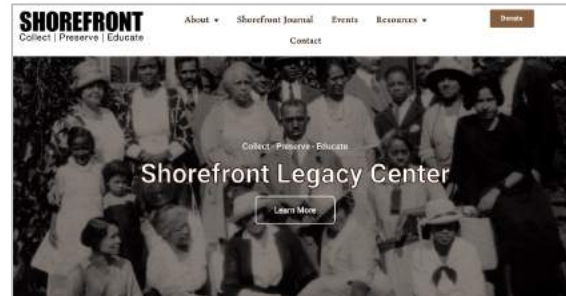 SHOREFRONT
Collect | Preserve | Educate
About Shorefront Journal Events Resources
Contact
Donate
Collect · Preserve · Educate
Shorefront Legacy Center
Learn More